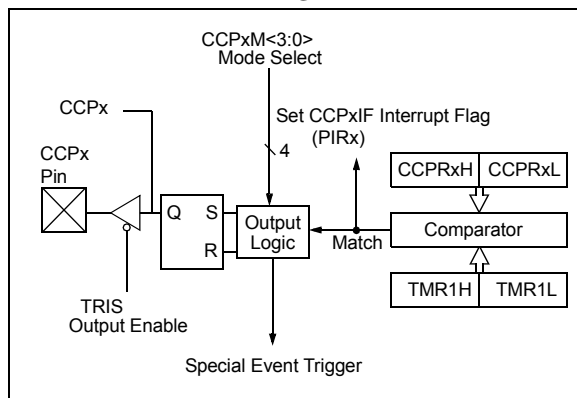 CCPxM<3:0>
Mode Select
CCPx
Set CCPxIF Interrupt Flag
(PIRx)
CCPx
Pin
4
CCPRxH CCPRxL
Q S
R
Output
Logic
Match
Comparator
TRIS
Output Enable
TMR1H TMR1L
Special Event Trigger